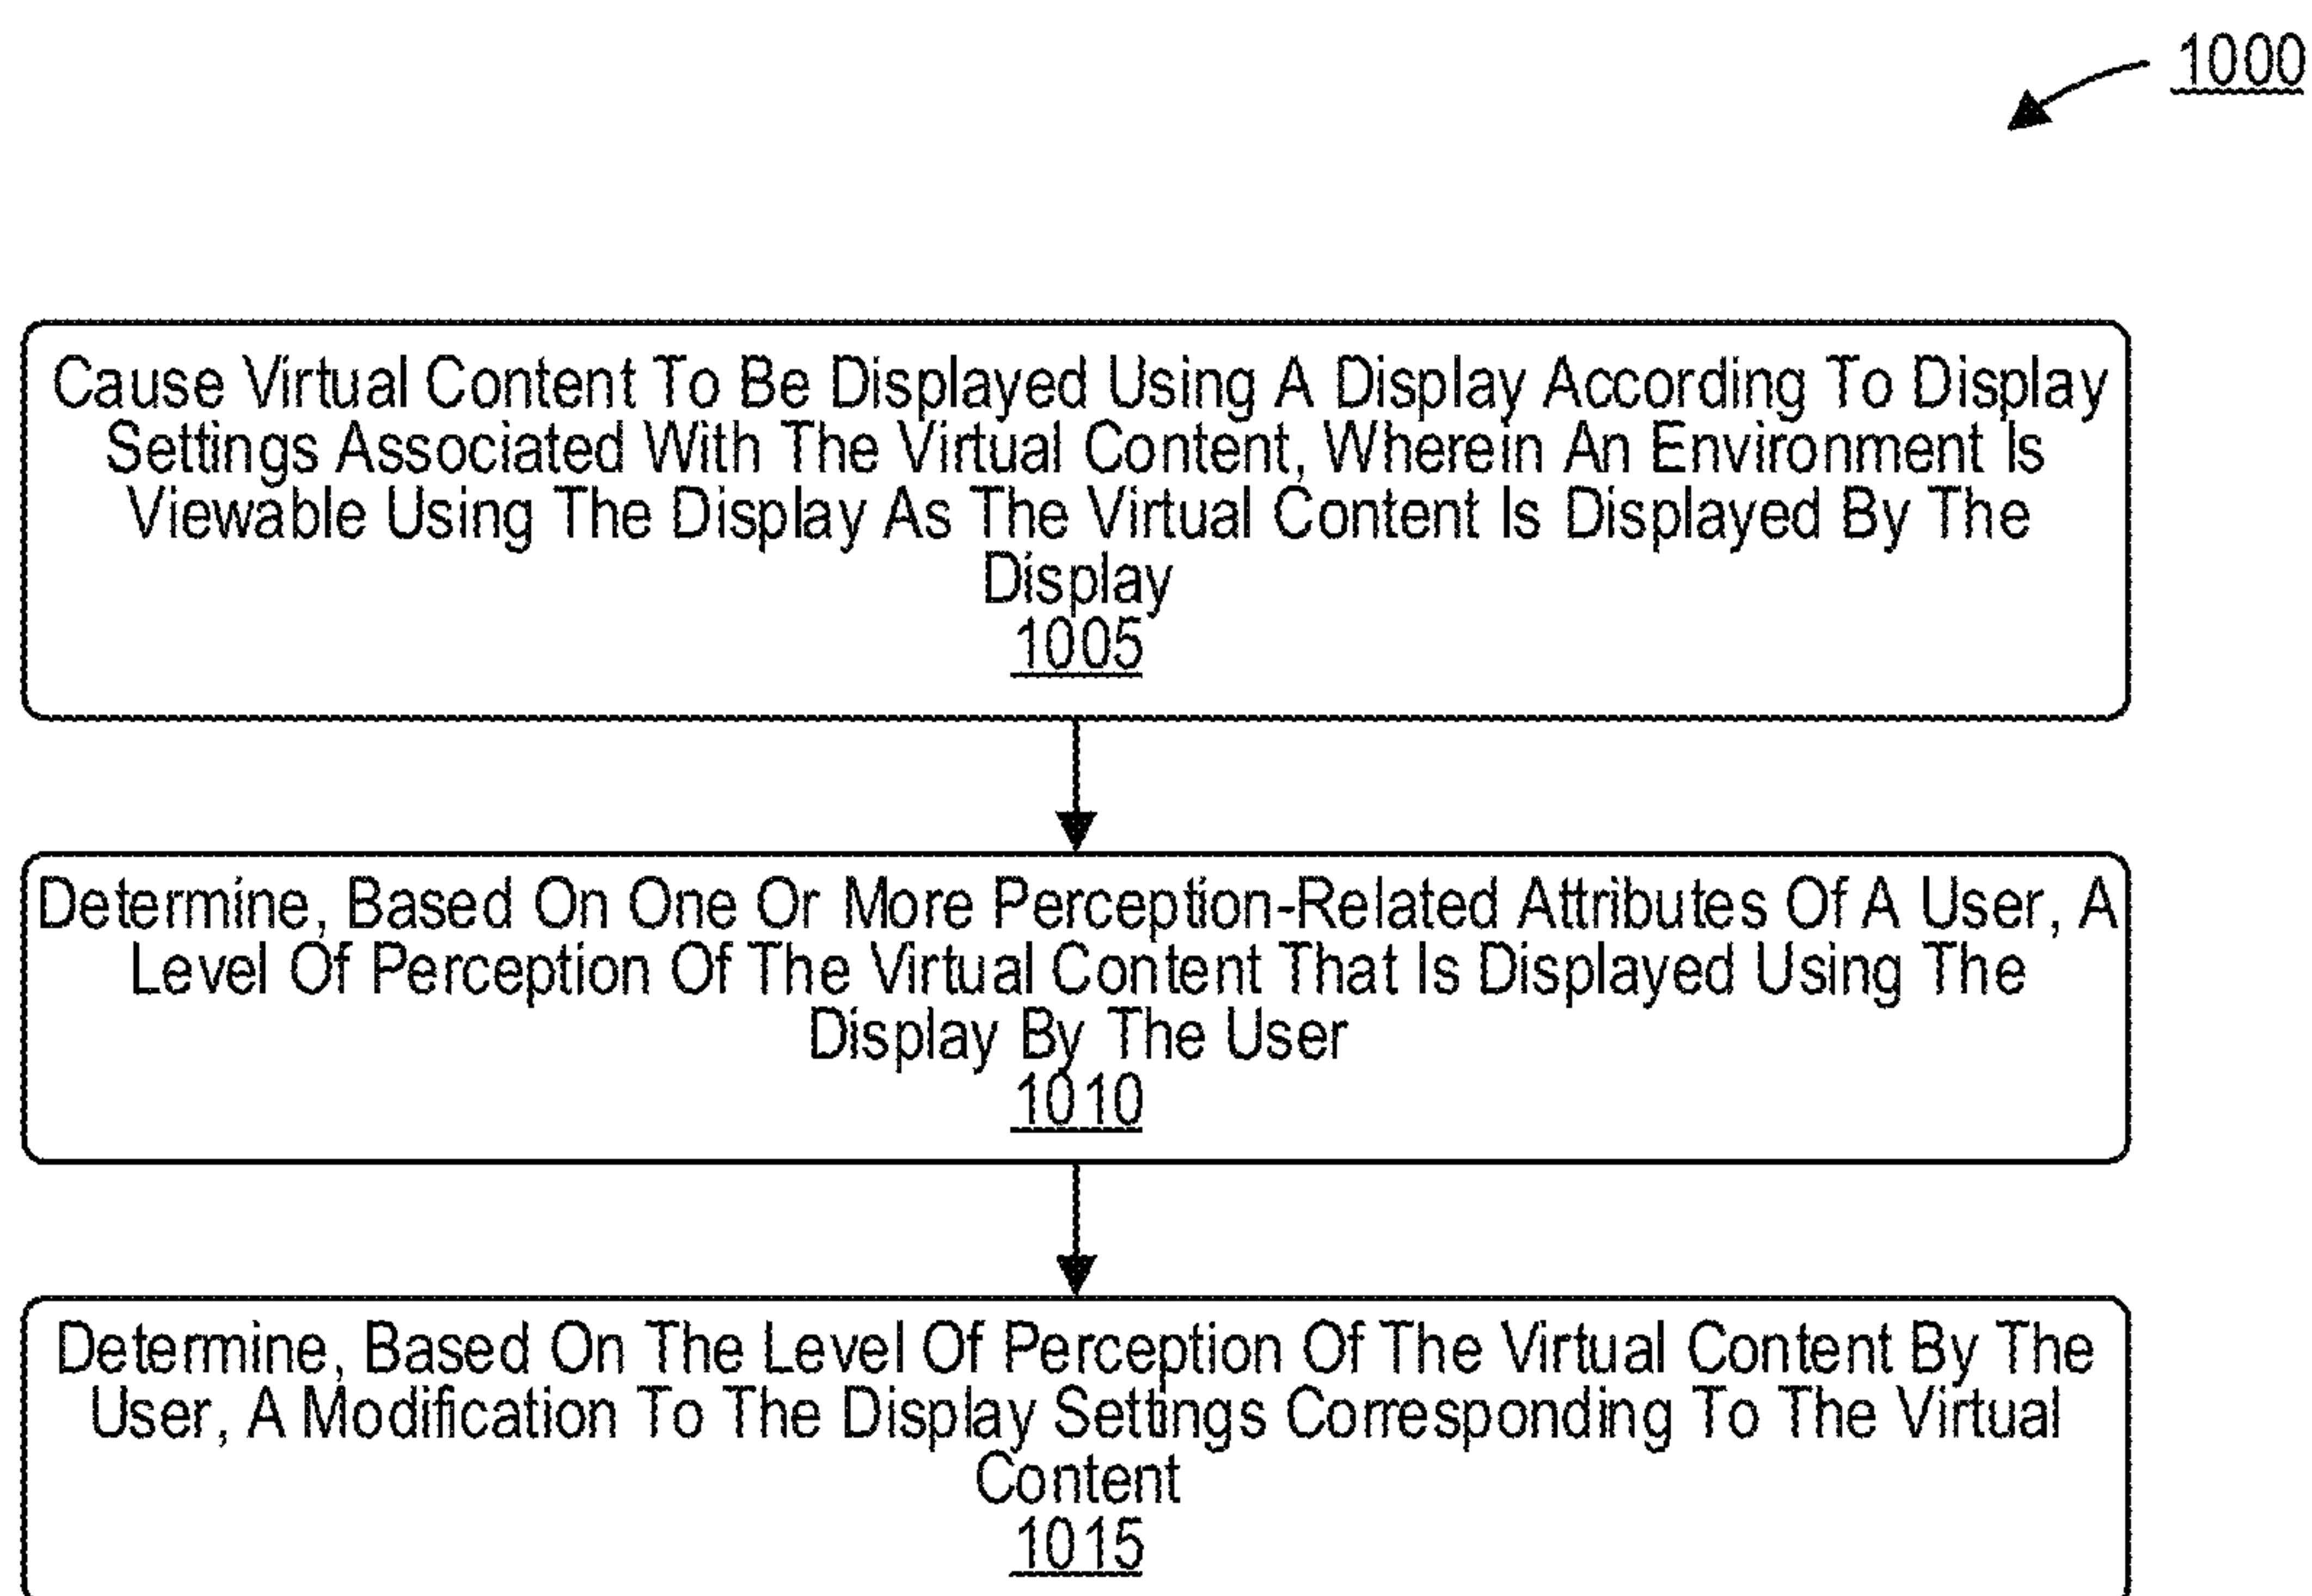 1000
Cause Virtual Content To Be Displayed Using A Display According To Display
Settings Associated With The Virtual Content, Wherein An Environment Is
Viewable Using The Display As The Virtual Content Is Displayed By The
Display
1005
Determine, Based On One Or More Perception-Related Attributes Of A User, A
Level Of Perception Of The Virtual Content That Is Displayed Using The
Display By The User
1010
Determine, Based On The Level Of Perception Of The Virtual Content By The
User, A Modification To The Display Settings Corresponding To The Virtual
Content
1015